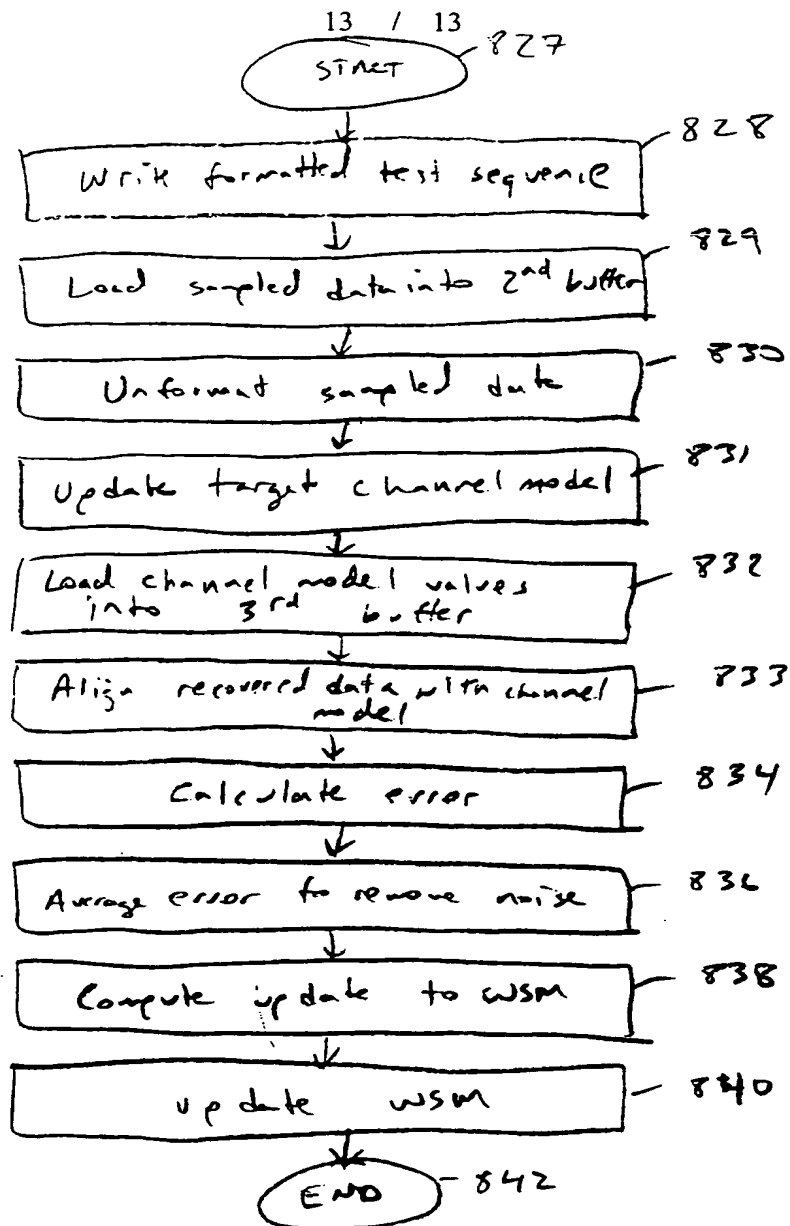 13 / 13
START 827
828
Write formatted test sequence
829
Load sampled data into 2nd buffer
830
Unformat sampled data
831
Update target channel model
832
Load channel model values
into 3rd buffer
833
Align recovered data with channel
model
834
Calculate error
836
Average error to remove noise
838
Compute update to WSM
840
update WSM
END 842